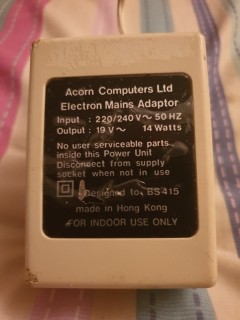 Acorn Computers Ltd
Electron Mains Adaptor
Input : 220/240V~ 50 HZ
Output : 19V~ 14 Watts
No user serviceable parts
inside this Power Unit
Disconnect from supply
socket when not in use
Designed to BS 415
made in Hong Kong
FOR INDOOR USE ONLY